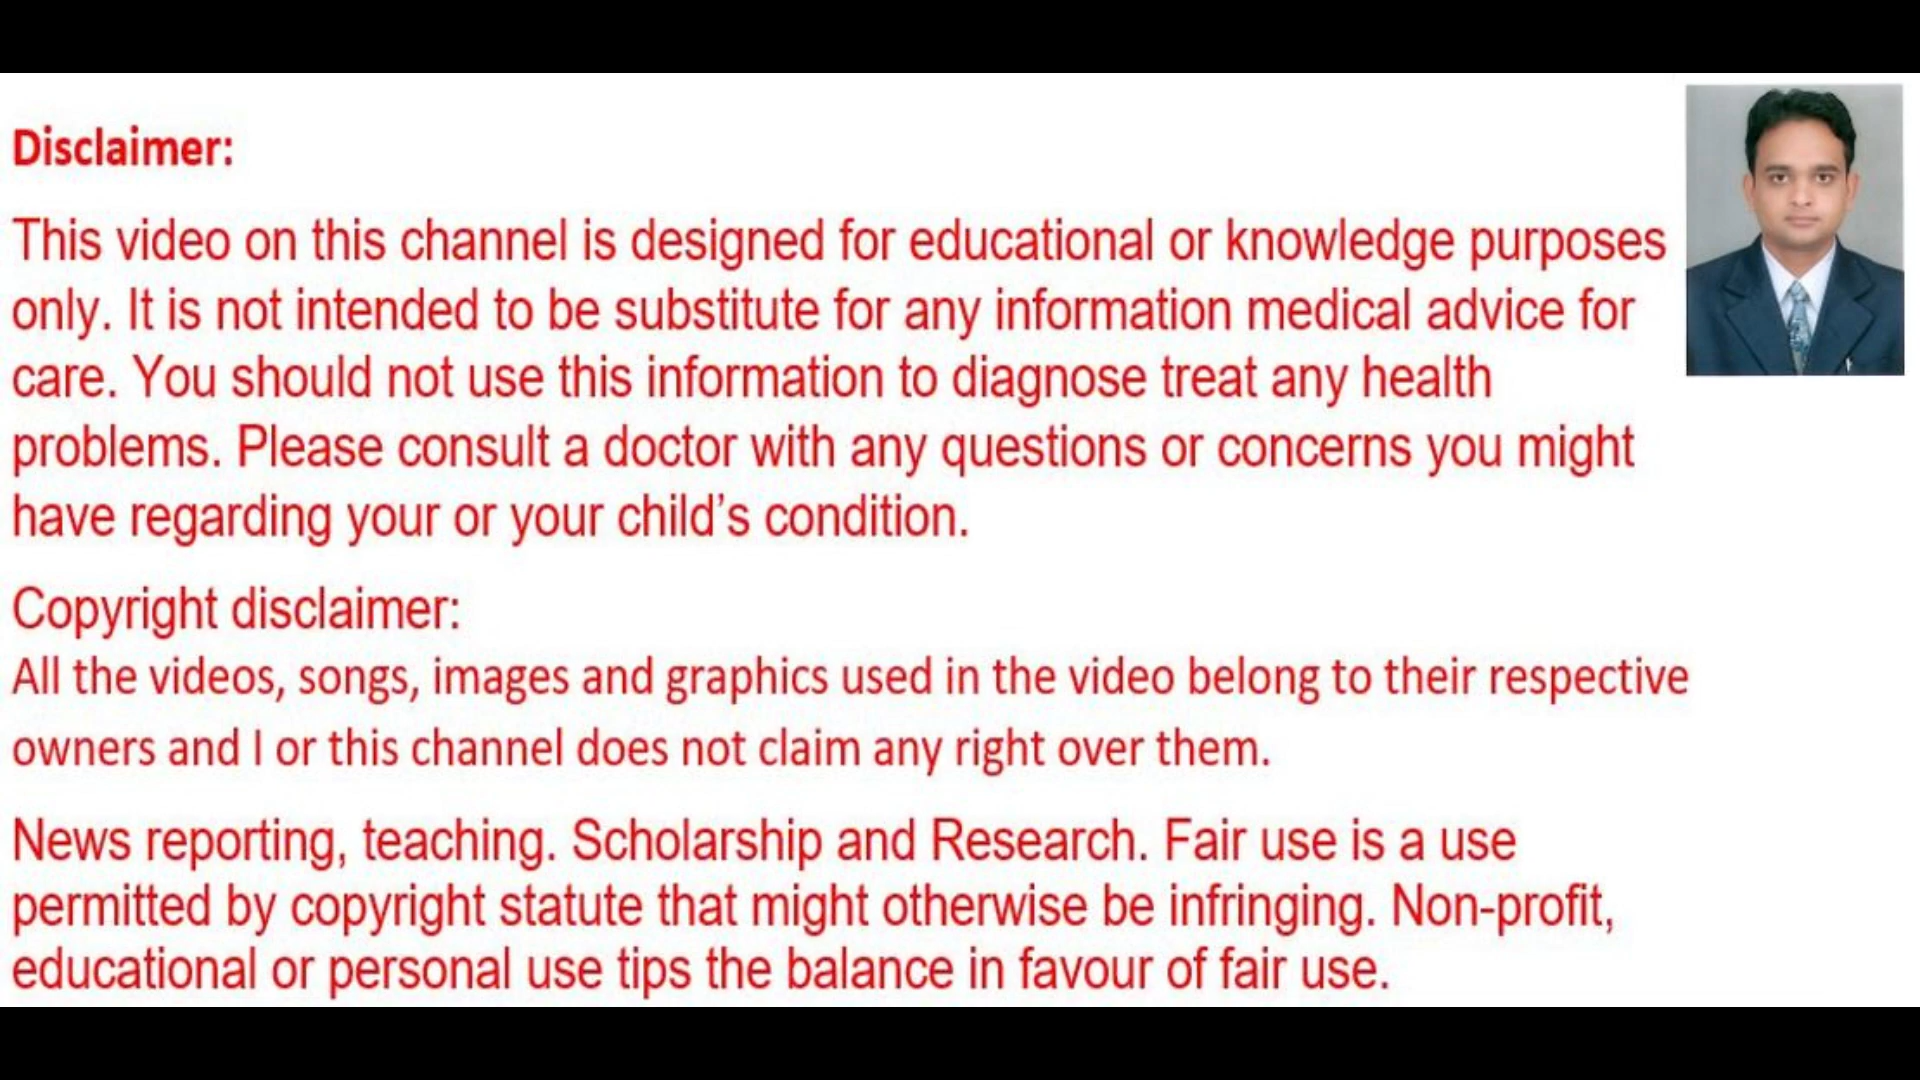 Disclaimer:
This video on this channel is designed for educational or knowledge purposes
only. It is not intended to be substitute for any information medical advice for
care. You should not use this information to diagnose treat any health
problems. Please consult a doctor with any questions or concerns you might
have regarding your or your child’s condition.
Copyright disclaimer:
All the videos, songs, images and graphics used in the video belong to their respective
owners and I or this channel does not claim any right over them.
News reporting, teaching. Scholarship and Research. Fair use is a use
permitted by copyright statute that might otherwise be infringing. Non-profit,
educational or personal use tips the balance in favour of fair use.